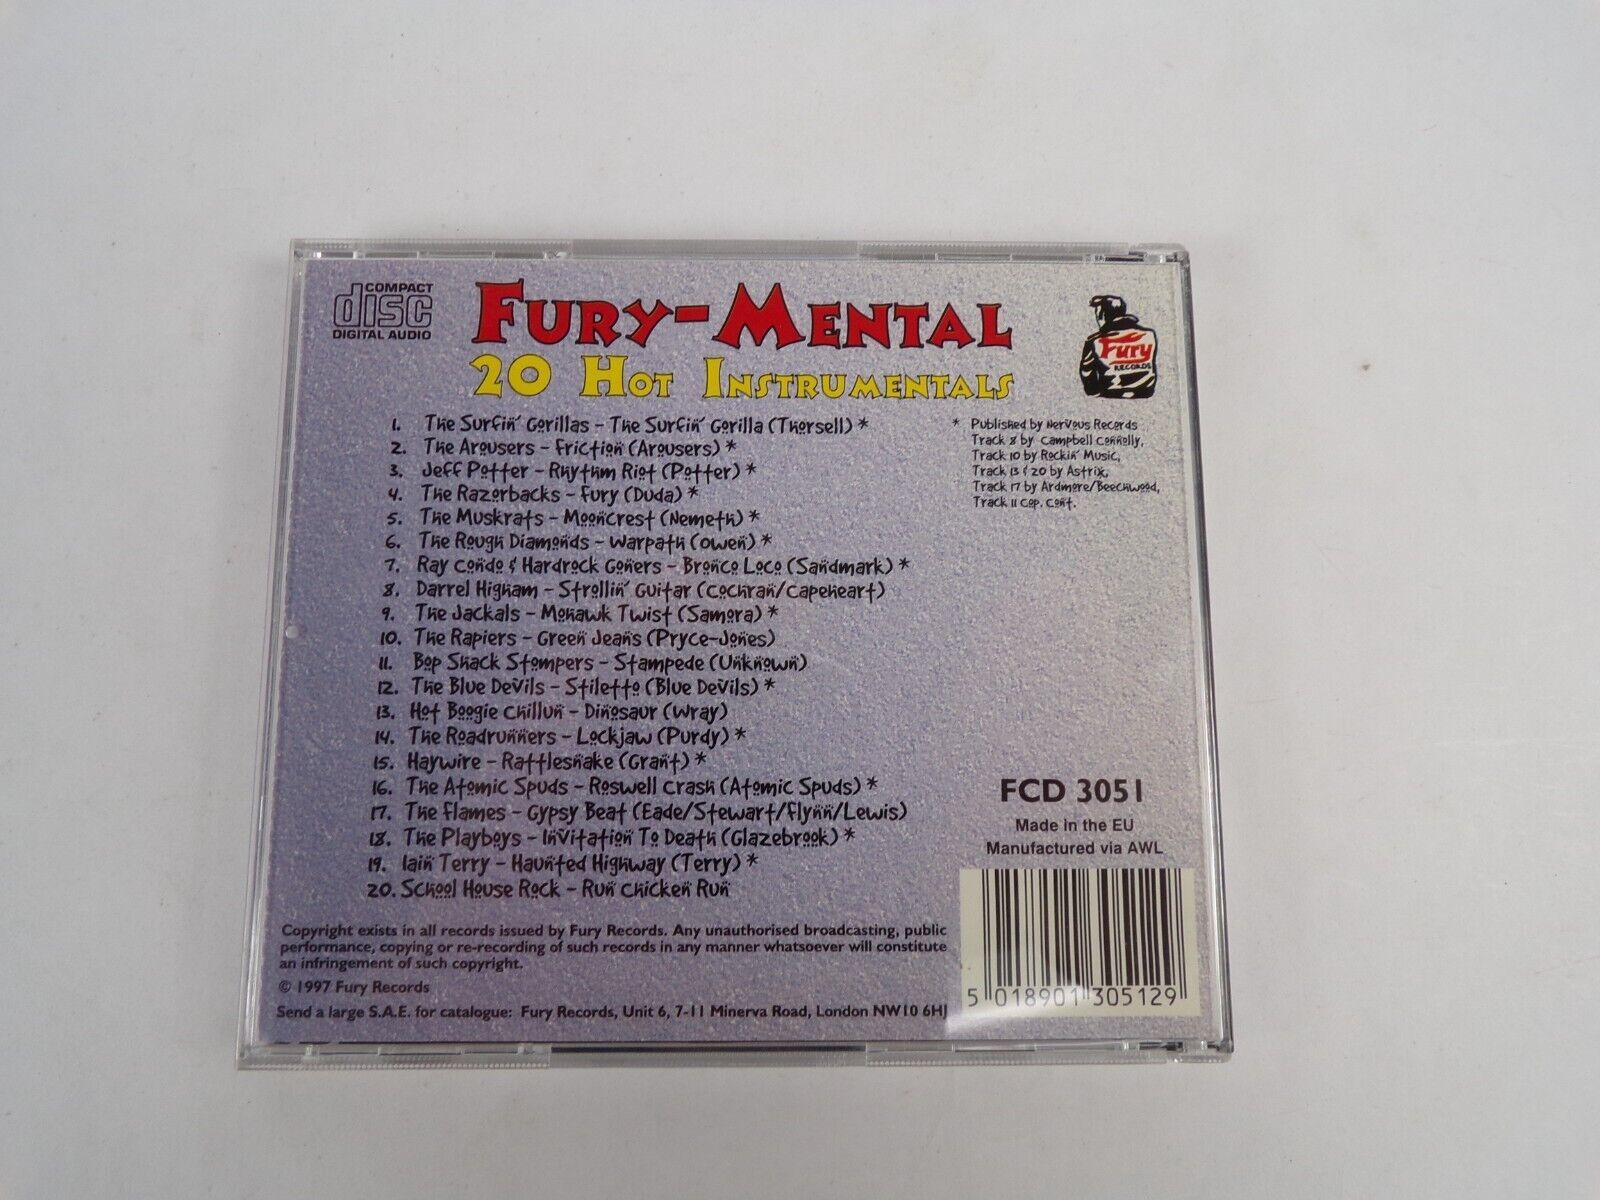 COMPACT
disc
DIGITAL AUDIO
FURY-MENTAL
20 HOT INSTRUMENTALS
Fury
RECORDS
1. The Surfin' Gorillas - The Surfin' Gorilla (Thorsell) *
2. The Arousers - Friction (Arousers) *
3. Jeff Potter - Rhythm Riot (Potter) *
4. The Razorbacks - Fury (Duda) *
5. The Muskrats - Mooncrest (Nemeth) *
6. The Rough Diamonds - Warpath (Owen) *
7. Ray Condo & Hardrock Goners - Bronco Loco (Sandmark) *
8. Darrel Higham - Strollin' Guitar (Cochran/Capeheart)
9. The Jackals - Mohawk Twist (Samora) *
10. The Rapiers - Green Jeans (Pryce-Jones)
11. Bop Shack Stompers - Stampede (Unknown)
12. The Blue Devils - Stiletto (Blue Devils) *
13. Hot Boogie Chillun - Dinosaur (Wray)
14. The Roadrunners - Lockjaw (Purdy) *
15. Haywire - Rattlesnake (Grant) *
16. The Atomic Spuds - Roswell Crash (Atomic Spuds) *
17. The Flames - Gypsy Beat (Eade/Stewart/Flynn/Lewis)
18. The Playboys - Invitation To Death (Glazebrook) *
19. Iain Terry - Haunted Highway (Terry) *
20. School House Rock - Run Chicken Run
* Published by Nervous Records
Track 8 by Campbell Connolly,
Track 10 by Rockin' Music,
Track 13 & 20 by Astrix,
Track 17 by Ardmore/Beechwood,
Track 11 Cop. Cont.
FCD 3051
Made in the EU
Manufactured via AWL
5 018901 305129
Copyright exists in all records issued by Fury Records. Any unauthorised broadcasting, public
performance, copying or re-recording of such records in any manner whatsoever will constitute
an infringement of such copyright.
© 1997 Fury Records
Send a large S.A.E. for catalogue: Fury Records, Unit 6, 7-11 Minerva Road, London NW10 6HJ